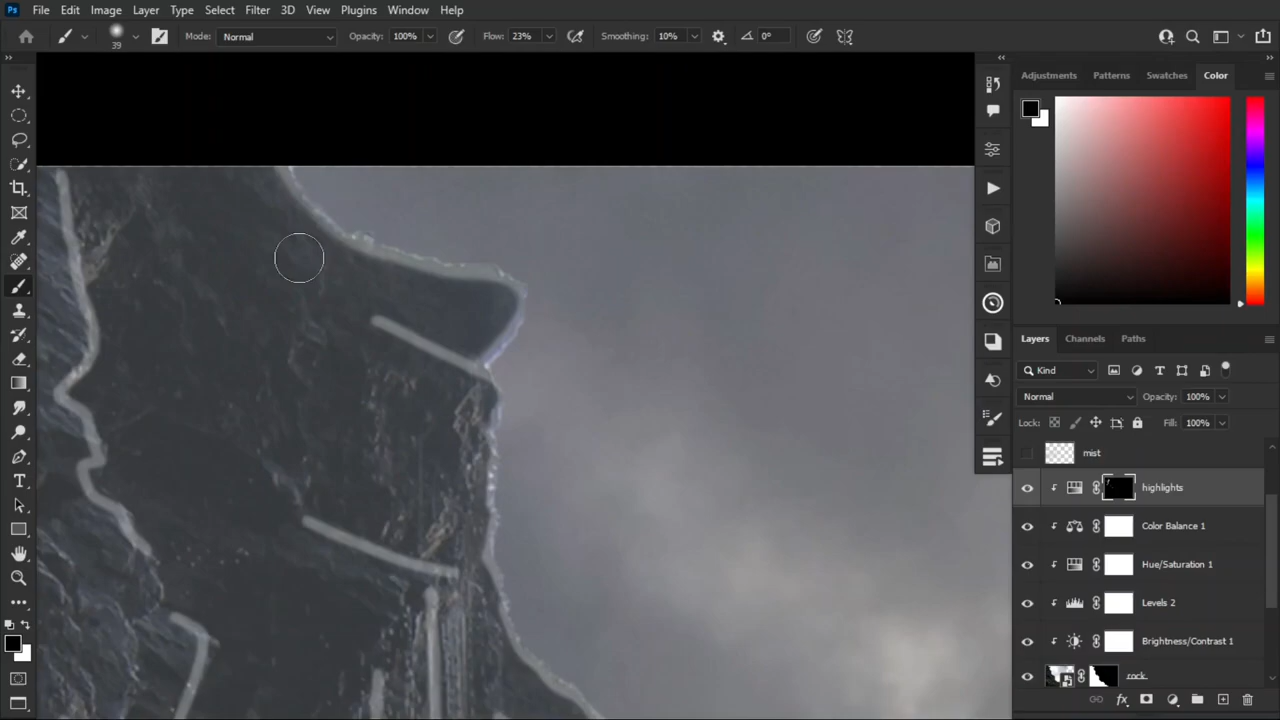 Ps File Edit Image Layer Type Select Filter 3D View Plugins Window Help
39 Mode: Normal Opacity: 100% Flow: 23% Smoothing: 10% 0°
Adjustments Patterns Swatches Color
Layers Channels Paths
Kind
Normal Opacity: 100%
Lock: Fill: 100%
mist
highlights
Color Balance 1
Hue/Saturation 1
Levels 2
Brightness/Contrast 1
rock
fx